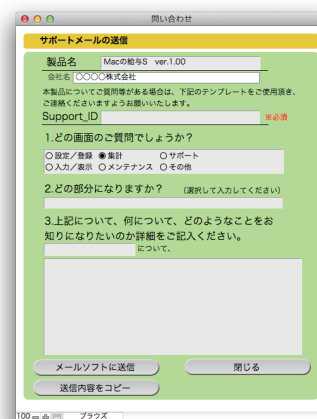 問い合わせ
サポートメールの送信
製品名 Macの給与S ver.1.00
会社名 〇〇〇〇株式会社
本製品についてご質問等がある場合は、下記のテンプレートをご使用頂き、
ご連絡くださいますようお願いいたします。
Support_ID ※必須
1.どの画面のご質問でしょうか？
設定／登録 集計 サポート
入力／表示 メンテナンス その他
2.どの部分になりますか？ （選択して入力してください）
3.上記について、何について、どのようなことをお
知りになりたいのか詳細をご記入ください。
について、
メールソフトに送信 閉じる
送信内容をコピー
100 ブラウズ